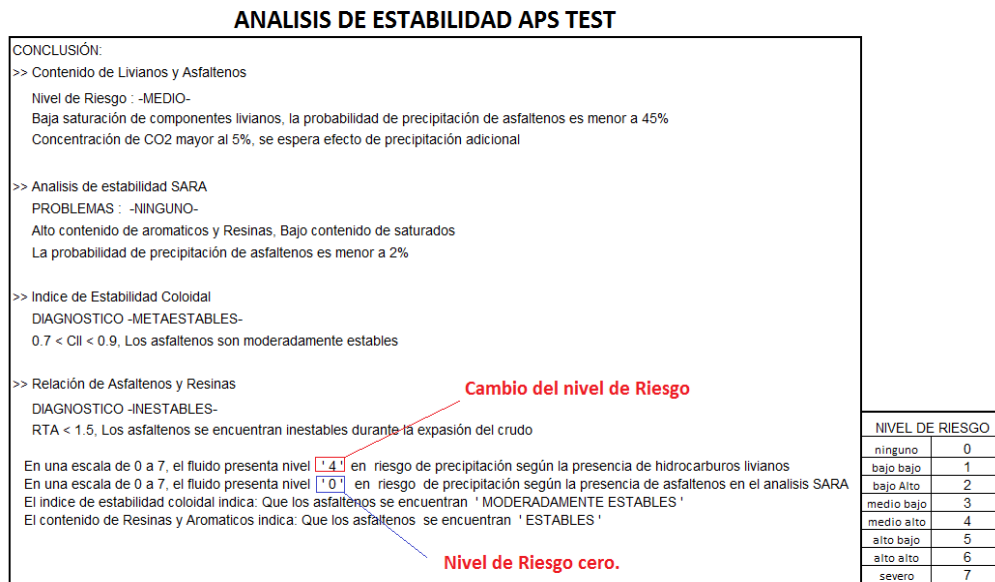 ANALISIS DE ESTABILIDAD APS TEST
CONCLUSIÓN:
>> Contenido de Livianos y Asfaltenos
Nivel de Riesgo : -MEDIO-
Baja saturación de componentes livianos, la probabilidad de precipitación de asfaltenos es menor a 45%
Concentración de CO2 mayor al 5%, se espera efecto de precipitación adicional
>> Analisis de estabilidad SARA
PROBLEMAS : -NINGUNO-
Alto contenido de aromaticos y Resinas, Bajo contenido de saturados
La probabilidad de precipitación de asfaltenos es menor a 2%
>> Indice de Estabilidad Coloidal
DIAGNOSTICO -METAESTABLES-
0.7 < CII < 0.9, Los asfaltenos son moderadamente estables
>> Relación de Asfaltenos y Resinas
Cambio del nivel de Riesgo
DIAGNOSTICO -INESTABLES-
RTA < 1.5, Los asfaltenos se encuentran inestables durante la expasión del crudo
En una escala de 0 a 7, el fluido presenta nivel ' 4 ' en riesgo de precipitación según la presencia de hidrocarburos livianos
En una escala de 0 a 7, el fluido presenta nivel ' 0 ' en riesgo de precipitación según la presencia de asfaltenos en el analisis SARA
El indice de estabilidad coloidal indica: Que los asfaltenos se encuentran ' MODERADAMENTE ESTABLES '
El contenido de Resinas y Aromaticos indica: Que los asfaltenos se encuentran ' ESTABLES '
Nivel de Riesgo cero.
NIVEL DE RIESGO
ninguno 0
bajo bajo 1
bajo Alto 2
medio bajo 3
medio alto 4
alto bajo 5
alto alto 6
severo 7